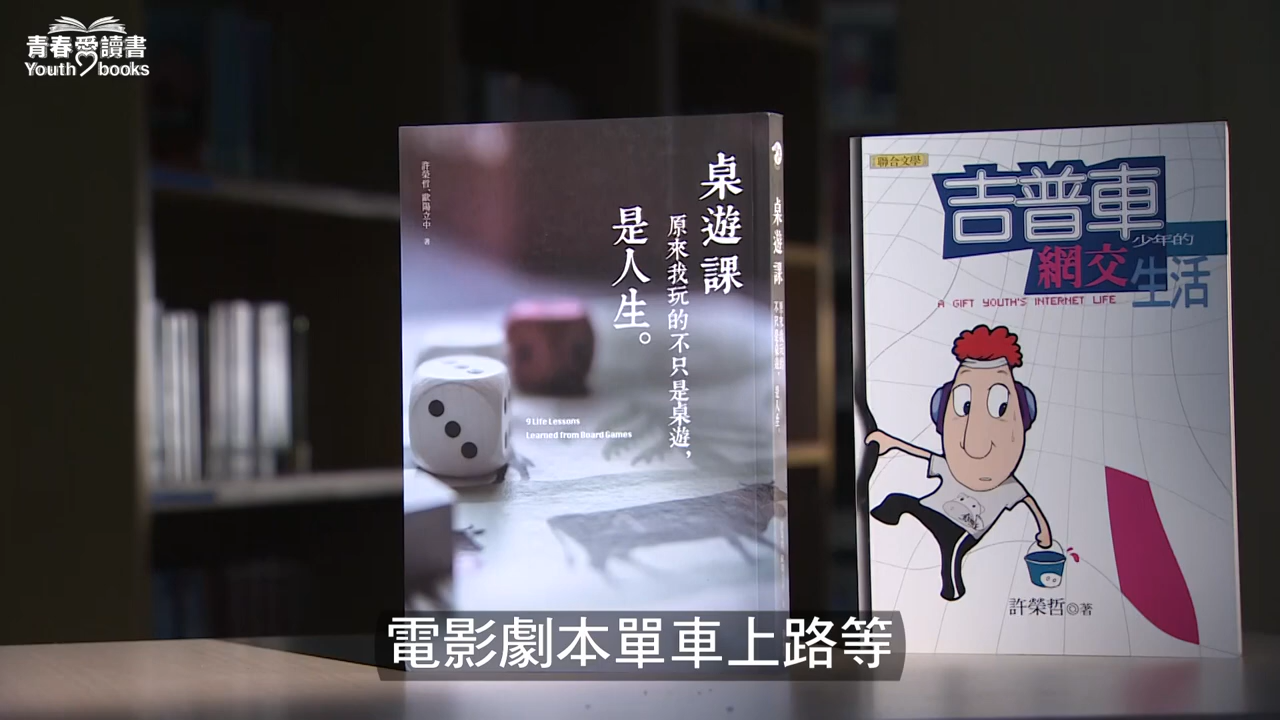 青春愛讀書
Youth books
許榮哲、歐陽立中 著
桌遊課
原來我玩的不只是桌遊，
是人生。
9 Life Lessons
Learned from Board Games
桌遊課
聯合文學
吉普車
少年的
網交
生活
A GIFT YOUTH'S INTERNET LIFE
許榮哲◎著
電影劇本單車上路等